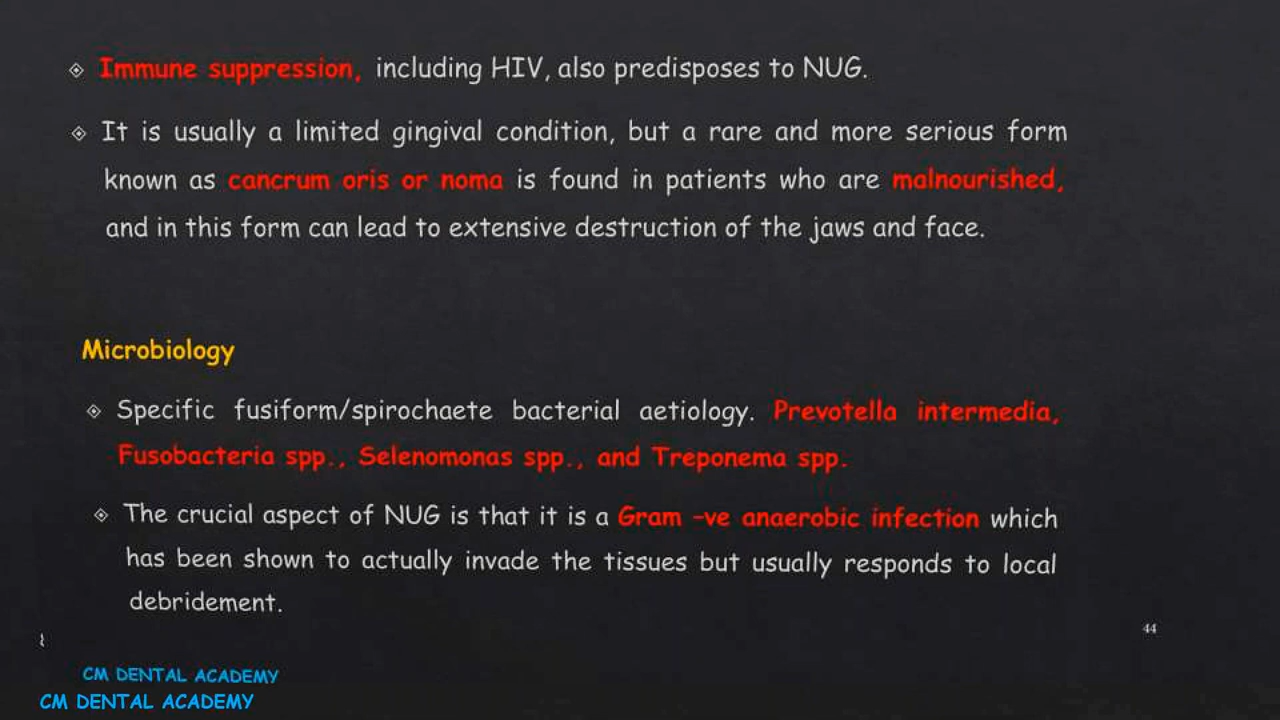 Immune suppression, including HIV, also predisposes to NUG.
It is usually a limited gingival condition, but a rare and more serious form
known as cancrum oris or noma is found in patients who are malnourished,
and in this form can lead to extensive destruction of the jaws and face.
Microbiology
Specific fusiform/spirochaete bacterial aetiology. Prevotella intermedia,
Fusobacteria spp., Selenomonas spp., and Treponema spp.
The crucial aspect of NUG is that it is a Gram –ve anaerobic infection which
has been shown to actually invade the tissues but usually responds to local
debridement.
44
CM DENTAL ACADEMY
CM DENTAL ACADEMY